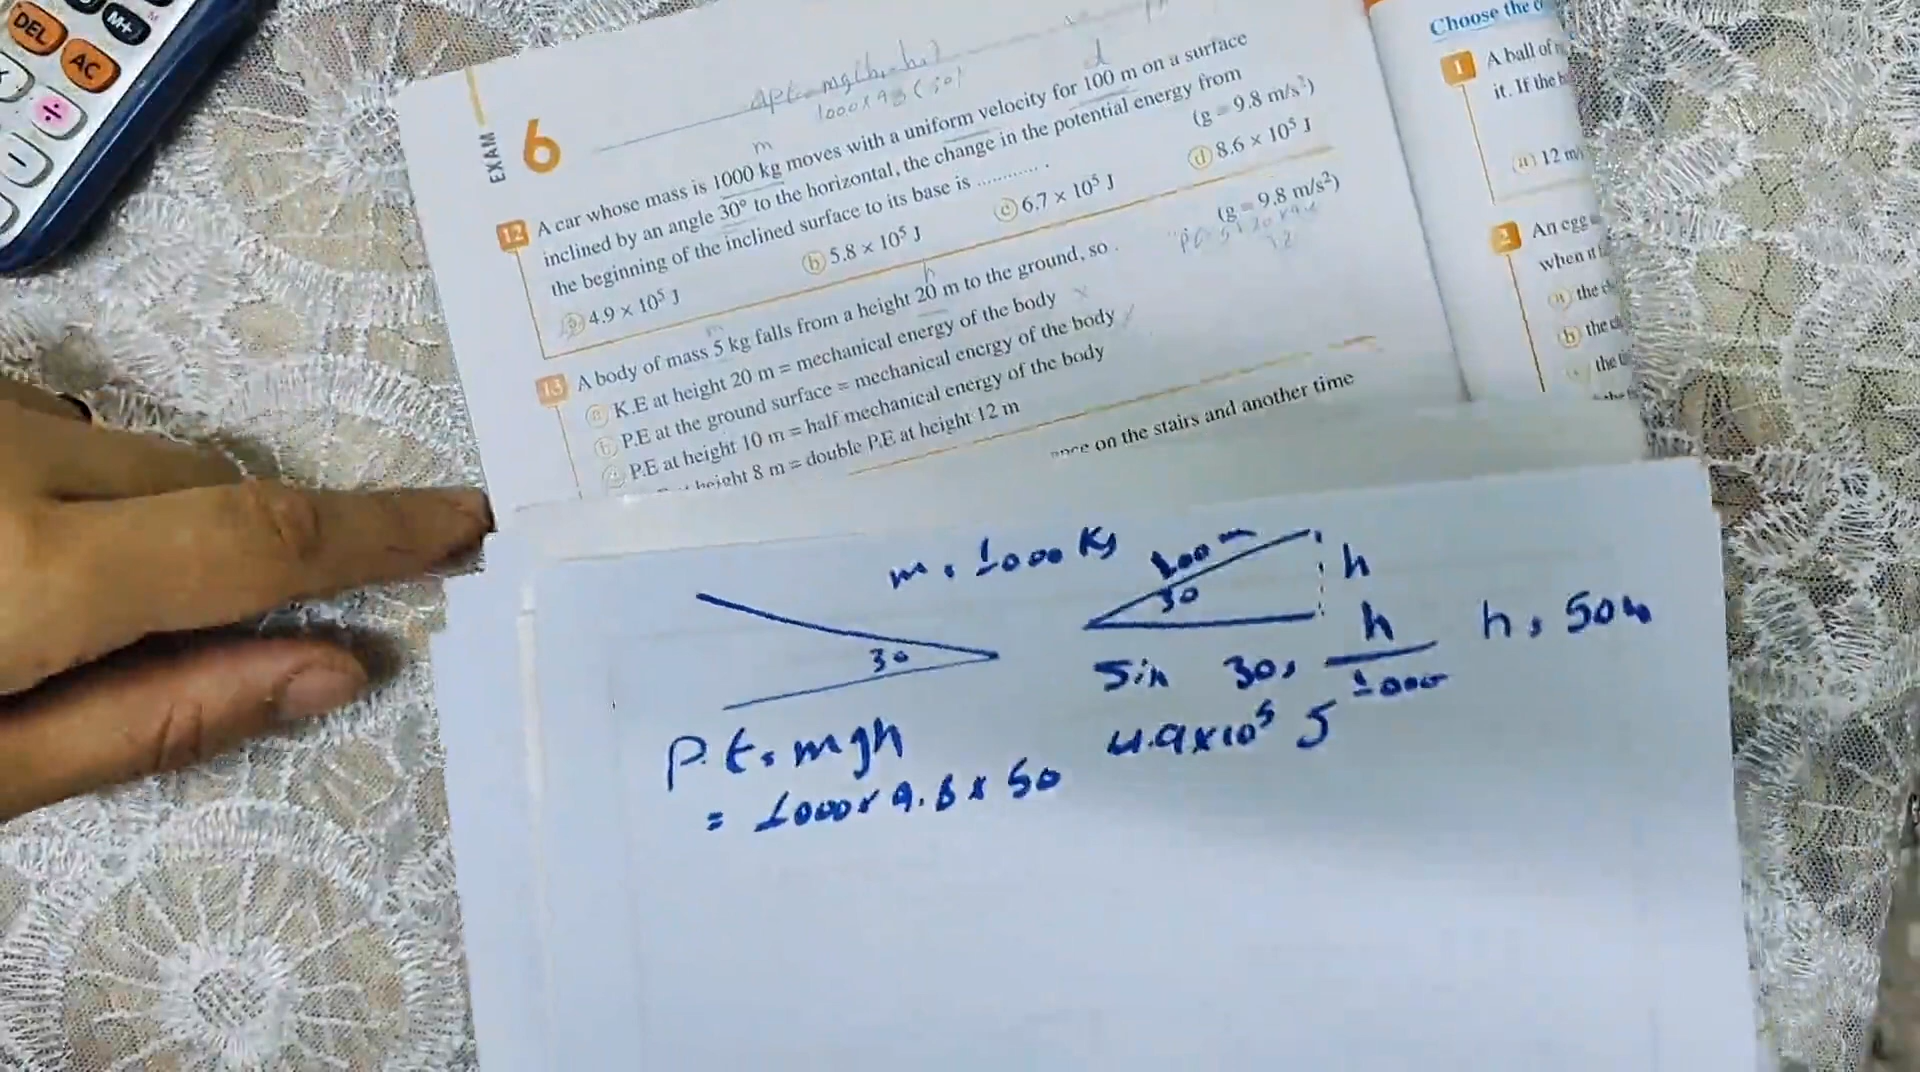 DEL
M+
AC
÷
−
EXAM
6
1000 × 9.8 (50)
m
d
12 A car whose mass is 1000 kg moves with a uniform velocity for 100 m on a surface
inclined by an angle 30° to the horizontal, the change in the potential energy from
the beginning of the inclined surface to its base is ............ .
(g = 9.8 m/s²)
4.9 × 10⁵ J
b 5.8 × 10⁵ J
c 6.7 × 10⁵ J
d 8.6 × 10⁵ J
m
h
13 A body of mass 5 kg falls from a height 20 m to the ground, so .
(g = 9.8 m/s²)
a K.E at height 20 m = mechanical energy of the body ×
b P.E at the ground surface = mechanical energy of the body
P.E at height 10 m = half mechanical energy of the body
height 8 m = double P.E at height 12 m
on the stairs and another time
Choose the
1 A ball of
it. If the
a 12
2 An egg
when it
a the
b the
the
m = 1000 Kg
30
100 m
30
h
Sin 30 = h / 1000
h = 50m
P.E = mgh
= 1000 × 9.8 × 50
4.9×10⁵ J